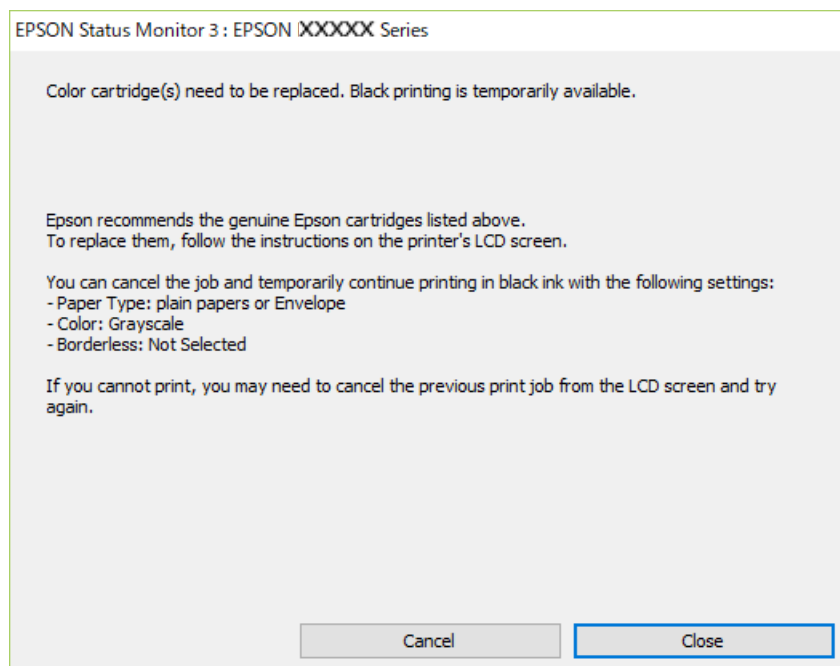 EPSON Status Monitor 3 : EPSON XXXXX Series
Color cartridge(s) need to be replaced. Black printing is temporarily available.
Epson recommends the genuine Epson cartridges listed above.
To replace them, follow the instructions on the printer's LCD screen.
You can cancel the job and temporarily continue printing in black ink with the following settings:
- Paper Type: plain papers or Envelope
- Color: Grayscale
- Borderless: Not Selected
If you cannot print, you may need to cancel the previous print job from the LCD screen and try
again.
Cancel
Close